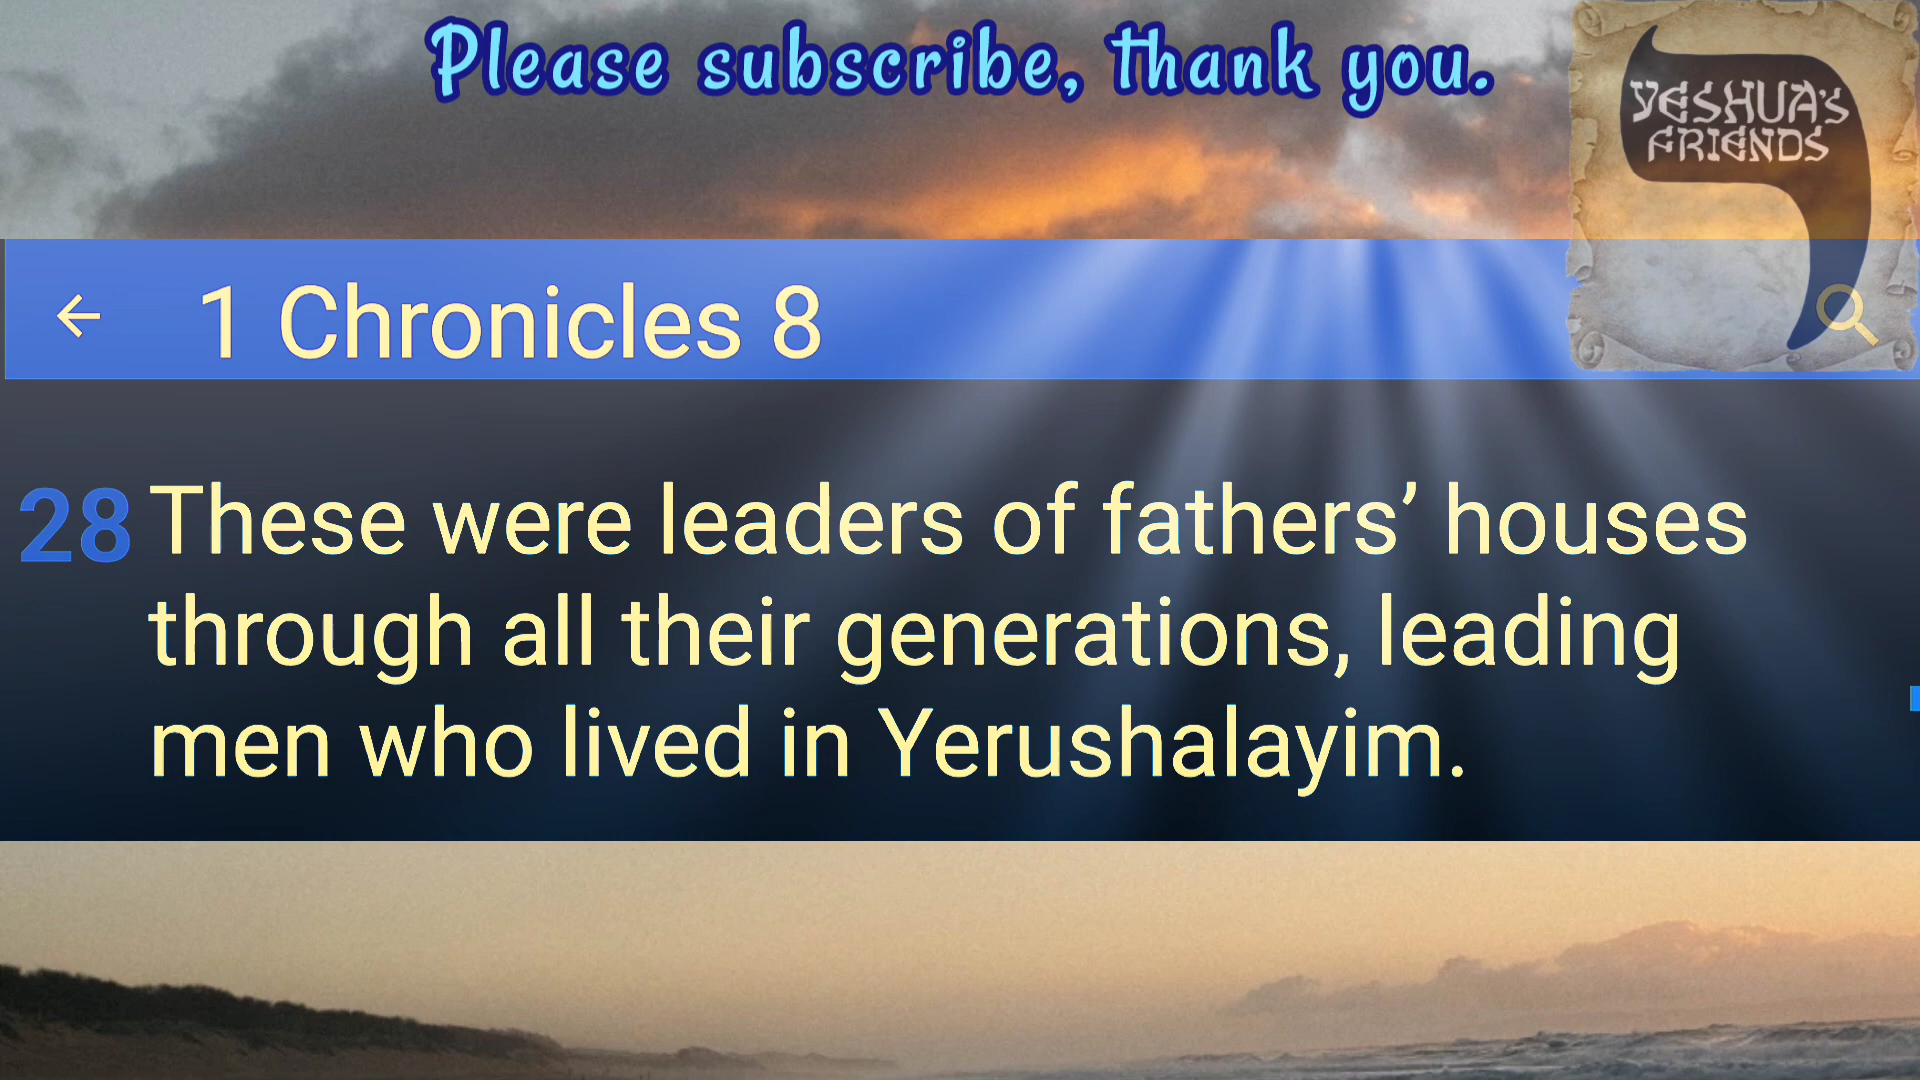 Please subscribe, thank you.
YESHUA'S
FRIENDS
1 Chronicles 8
28 These were leaders of fathers’ houses
through all their generations, leading
men who lived in Yerushalayim.